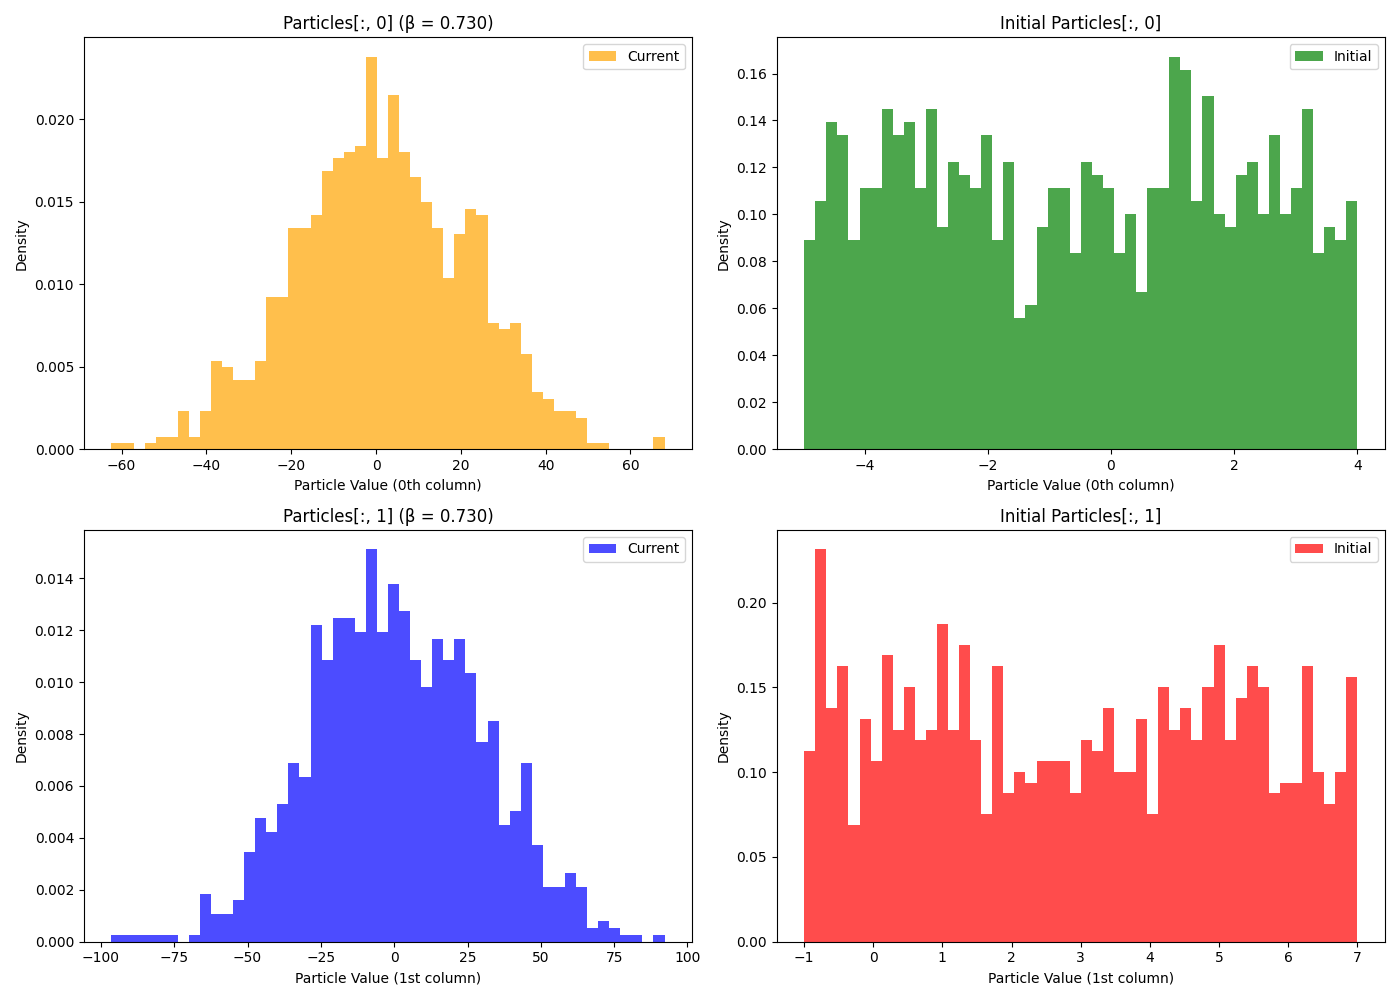 Particles[:, 0] (β = 0.730)
Current
Density
0.020
0.015
0.010
0.005
0.000
−60 −40 −20 0 20 40 60
Particle Value (0th column)
Initial Particles[:, 0]
Initial
Density
0.16
0.14
0.12
0.10
0.08
0.06
0.04
0.02
0.00
−4 −2 0 2 4
Particle Value (0th column)
Particles[:, 1] (β = 0.730)
Current
Density
0.014
0.012
0.010
0.008
0.006
0.004
0.002
0.000
−100 −75 −50 −25 0 25 50 75 100
Particle Value (1st column)
Initial Particles[:, 1]
Initial
Density
0.20
0.15
0.10
0.05
0.00
−1 0 1 2 3 4 5 6 7
Particle Value (1st column)